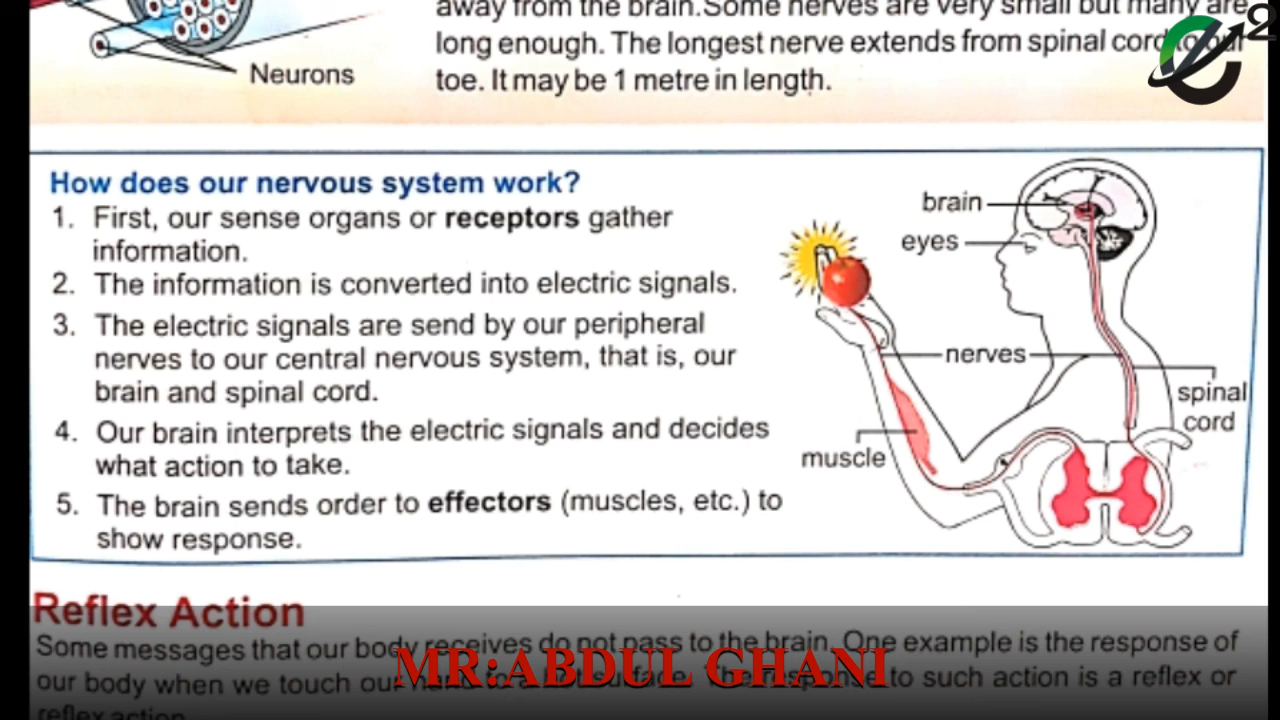 away from the brain. Some nerves are very small but many are
long enough. The longest nerve extends from spinal cord to our
toe. It may be 1 metre in length.
Neurons
2
How does our nervous system work?
1. First, our sense organs or receptors gather
information.
2. The information is converted into electric signals.
3. The electric signals are send by our peripheral
nerves to our central nervous system, that is, our
brain and spinal cord.
4. Our brain interprets the electric signals and decides
what action to take.
5. The brain sends order to effectors (muscles, etc.) to
show response.
brain
eyes
nerves
spinal
cord
muscle
Reflex Action
Some messages that our body receives do not pass to the brain. One example is the response of
our body when we touch our to such action is a reflex or
reflex action
MR:ABDUL GHANI